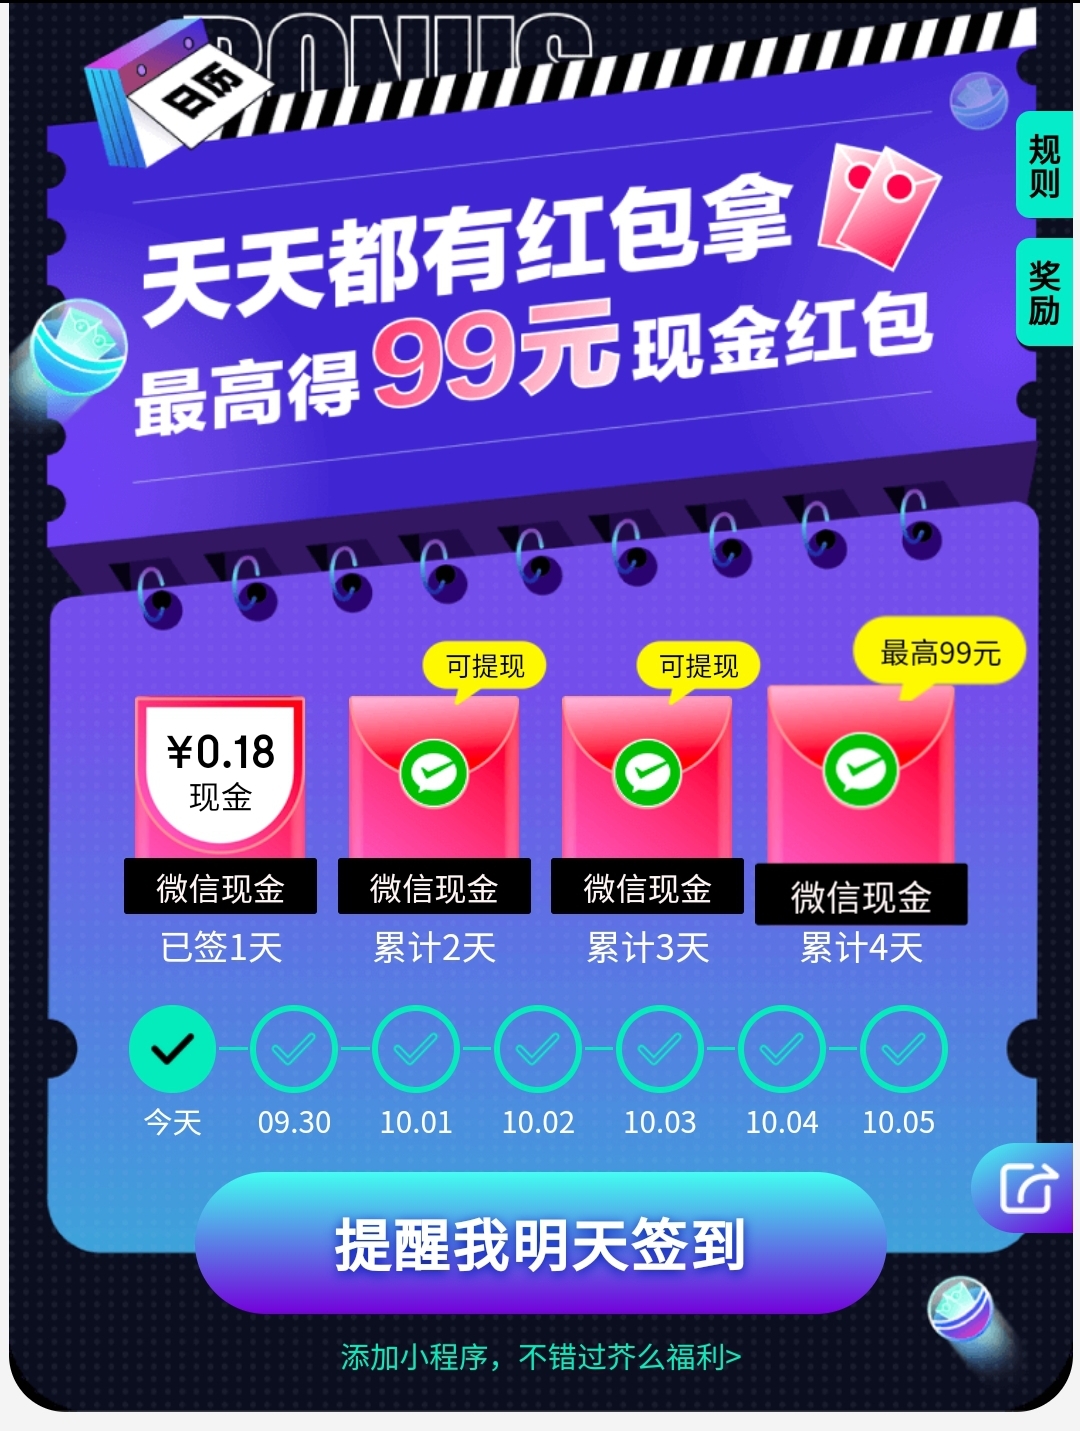 BONUS
日历
规则
天天都有红包拿
奖励
最高得99元现金红包
可提现
可提现
最高99元
¥0.18
现金
微信现金
微信现金
微信现金
微信现金
已签1天
累计2天
累计3天
累计4天
今天
09.30
10.01
10.02
10.03
10.04
10.05
提醒我明天签到
添加小程序，不错过芥么福利>